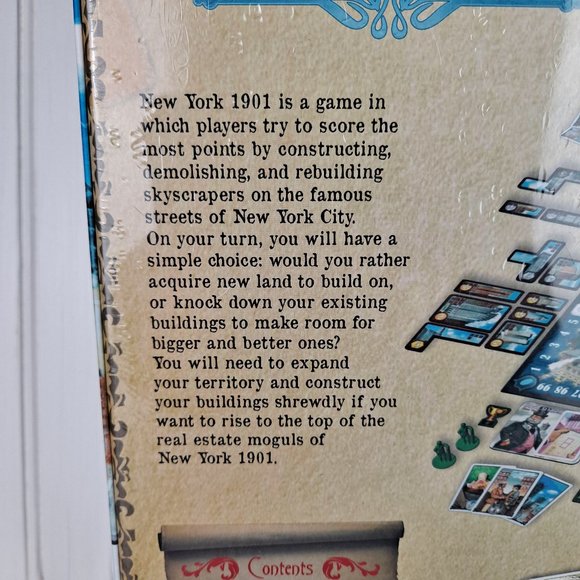 New York 1901 is a game in
which players try to score the
most points by constructing,
demolishing, and rebuilding
skyscrapers on the famous
streets of New York City.
On your turn, you will have a
simple choice: would you rather
acquire new land to build on,
or knock down your existing
buildings to make room for
bigger and better ones?
You will need to expand
your territory and construct
your buildings shrewdly if you
want to rise to the top of the
real estate moguls of
New York 1901.
Contents